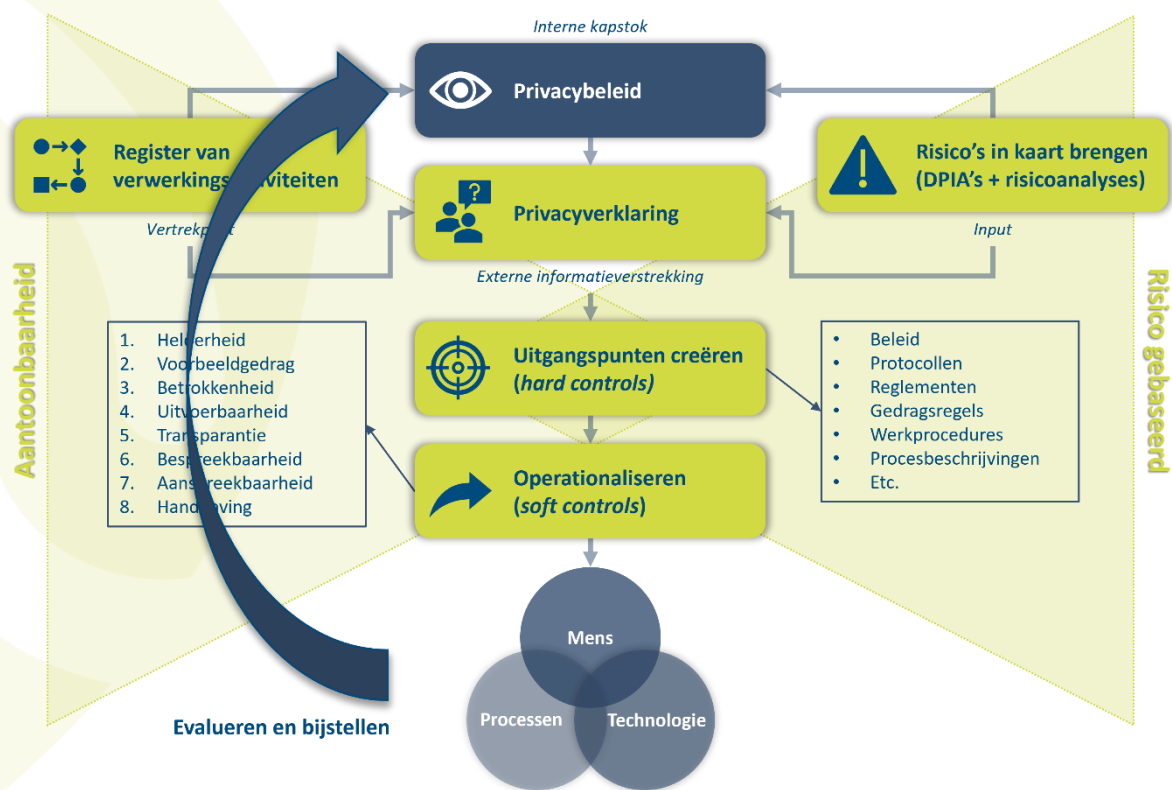 Interne kapstok
Privacybeleid
Register van
verwerkingsactiviteiten
Vertrekpunt
Risico's in kaart brengen
(DPIA's + risicoanalyses)
Input
Privacyverklaring
Externe informatieverstrekking
Aantoonbaarheid
Risico gebaseerd
1. Helderheid
2. Voorbeeldgedrag
3. Betrokkenheid
4. Uitvoerbaarheid
5. Transparantie
6. Bespreekbaarheid
7. Aanspreekbaarheid
8. Handhaving
Uitgangspunten creëren
(hard controls)
• Beleid
• Protocollen
• Reglementen
• Gedragsregels
• Werkprocedures
• Procesbeschrijvingen
• Etc.
Operationaliseren
(soft controls)
Mens
Processen
Technologie
Evalueren en bijstellen